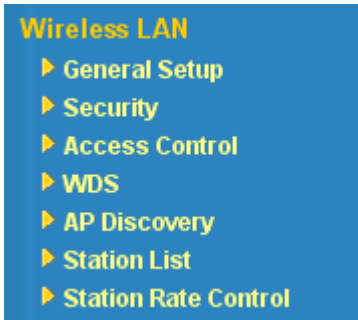 Wireless LAN
General Setup
Security
Access Control
WDS
AP Discovery
Station List
Station Rate Control